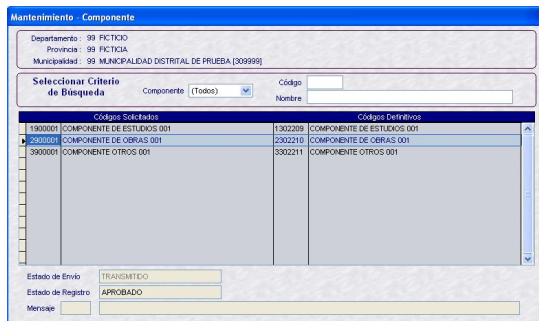 Mantenimiento - Componente
Departamento : 99 FICTICIO
Provincia : 99 FICTICIA
Municipalidad : 99 MUNICIPALIDAD DISTRITAL DE PRUEBA [309999]
Seleccionar Criterio de Búsqueda
Componente (Todos)
Código
Nombre
Códigos Solicitados Códigos Definitivos
1900001 COMPONENTE DE ESTUDIOS 001 1302209 COMPONENTE DE ESTUDIOS 001
2900001 COMPONENTE DE OBRAS 001 2302210 COMPONENTE DE OBRAS 001
3900001 COMPONENTE OTROS 001 3302211 COMPONENTE OTROS 001
Estado de Envío TRANSMITIDO
Estado de Registro APROBADO
Mensaje